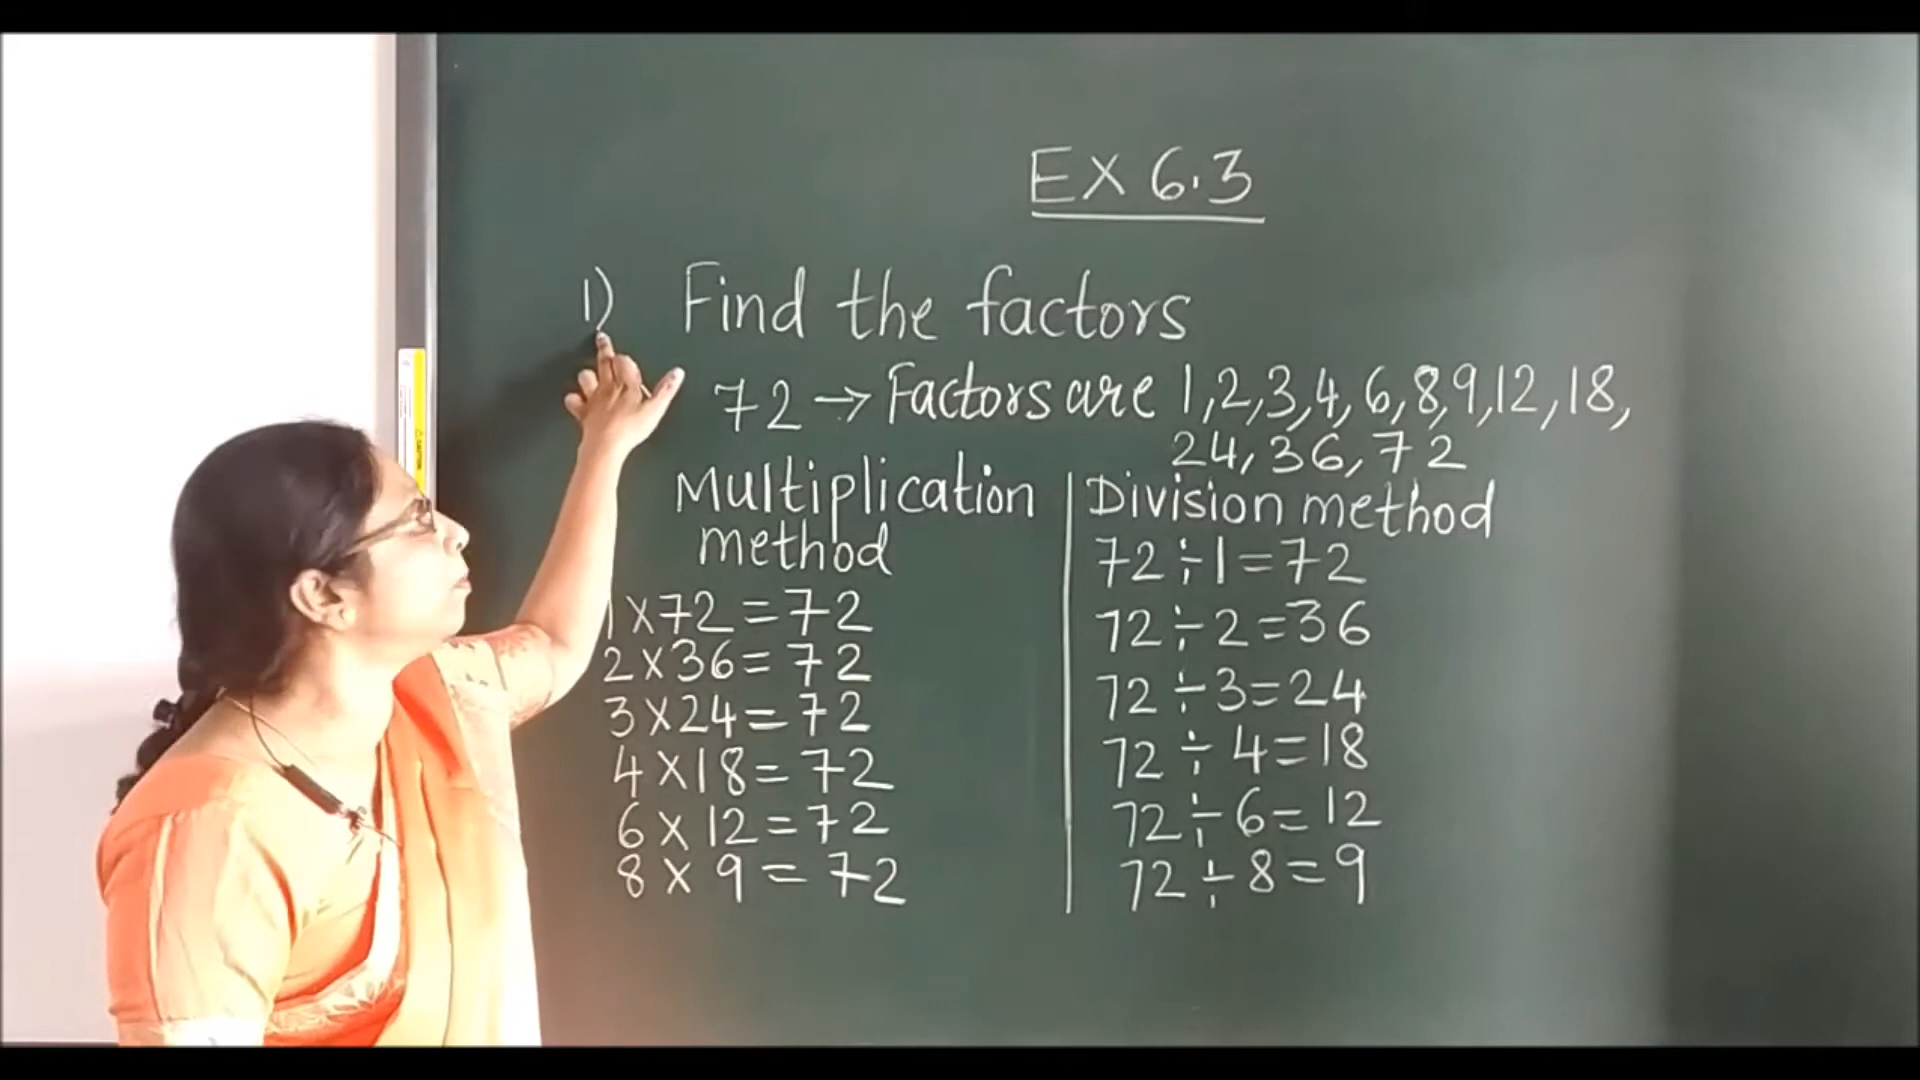 EX 6.3
1) Find the factors
72 → Factors are 1,2,3,4,6,8,9,12,18,
24,36,72
Multiplication
method
1×72=72
2×36=72
3×24=72
4×18=72
6×12=72
8×9=72
Division method
72÷1=72
72÷2=36
72÷3=24
72÷4=18
72÷6=12
72÷8=9